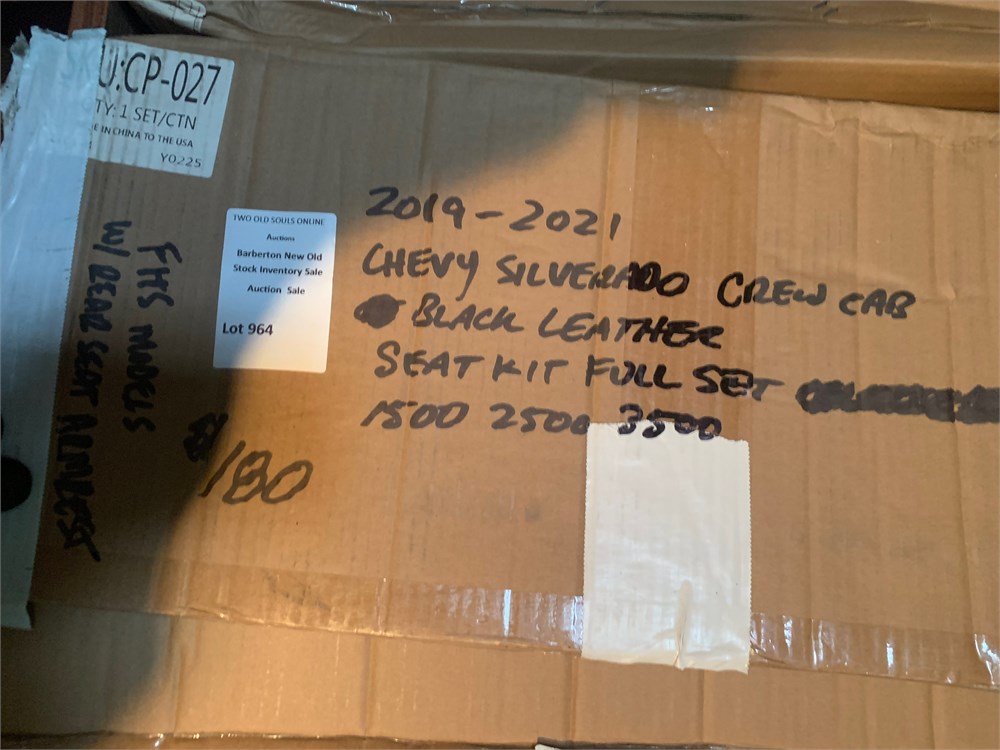 U:CP-027
TY: 1 SET/CTN
E IN CHINA TO THE USA
Y0225
TWO OLD SOULS ONLINE
Auctions
Barberton New Old
Stock Inventory Sale
Auction Sale
Lot 964
2019-2021
CHEVY SILVERADO CREW CAB
BLACK LEATHER
SEAT KIT FULL SET
1500 2500 3500
180
FITS MODELS
W/ REAR SEAT ARMREST